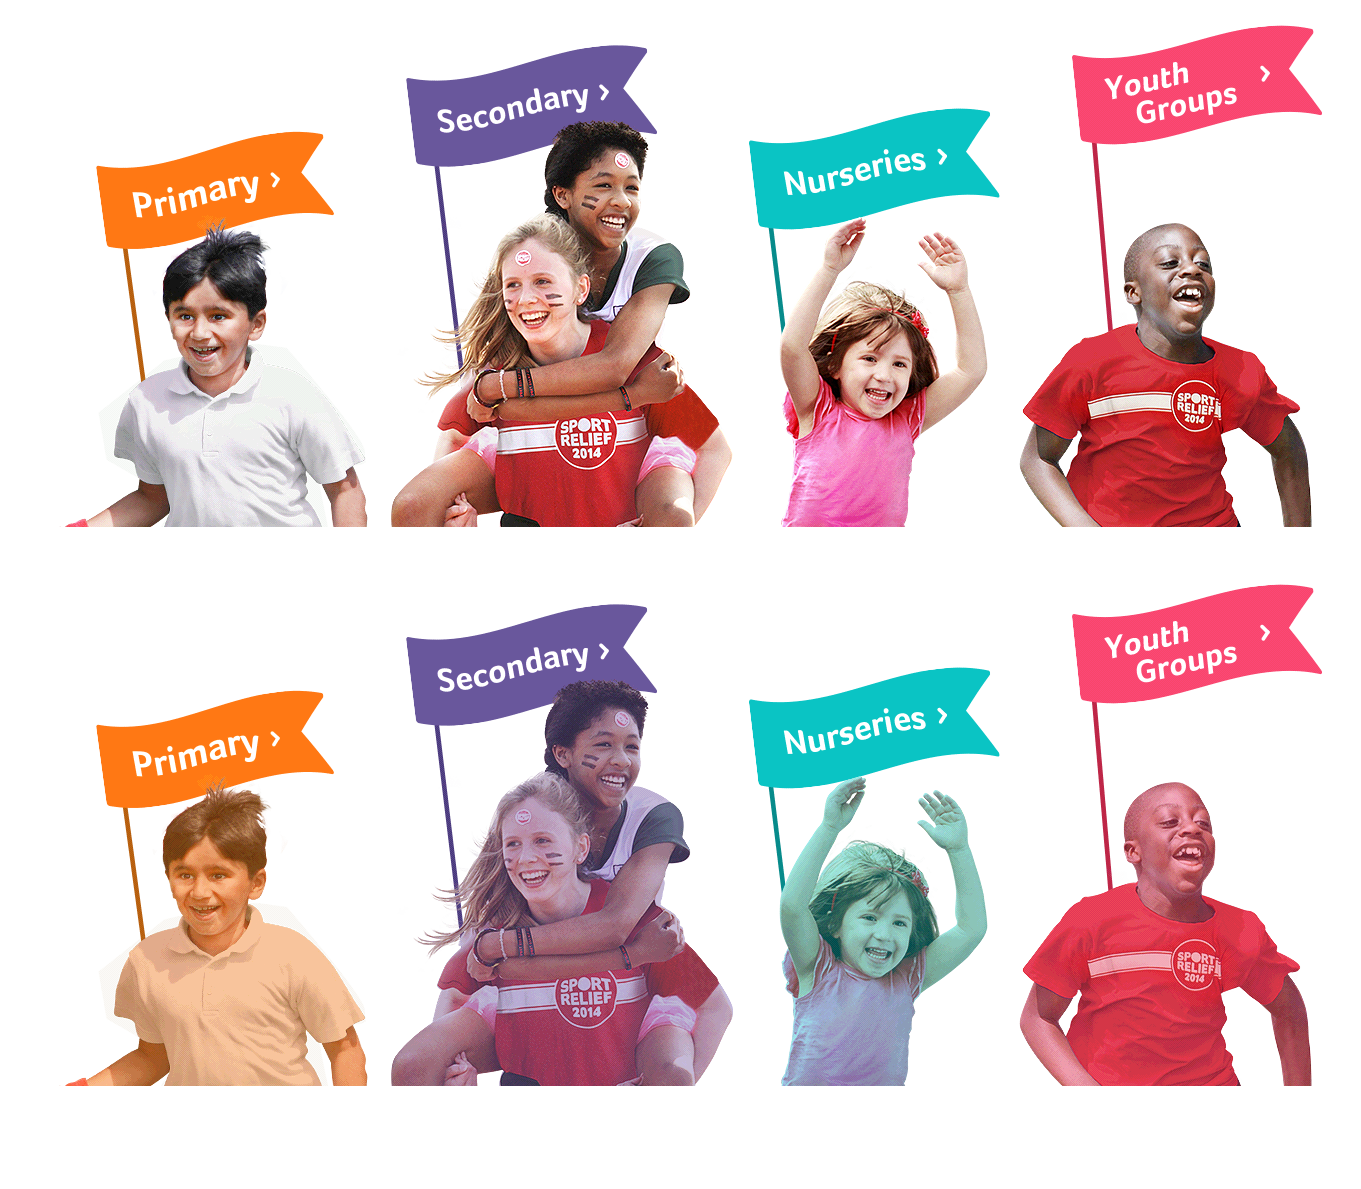 Primary ›
Secondary ›
Nurseries ›
Youth ›
Groups
SPORT
RELIEF
2014
SPORT
RELIEF
2014
Primary ›
Secondary ›
Nurseries ›
Youth ›
Groups
SPORT
RELIEF
2014
SPORT
RELIEF
2014